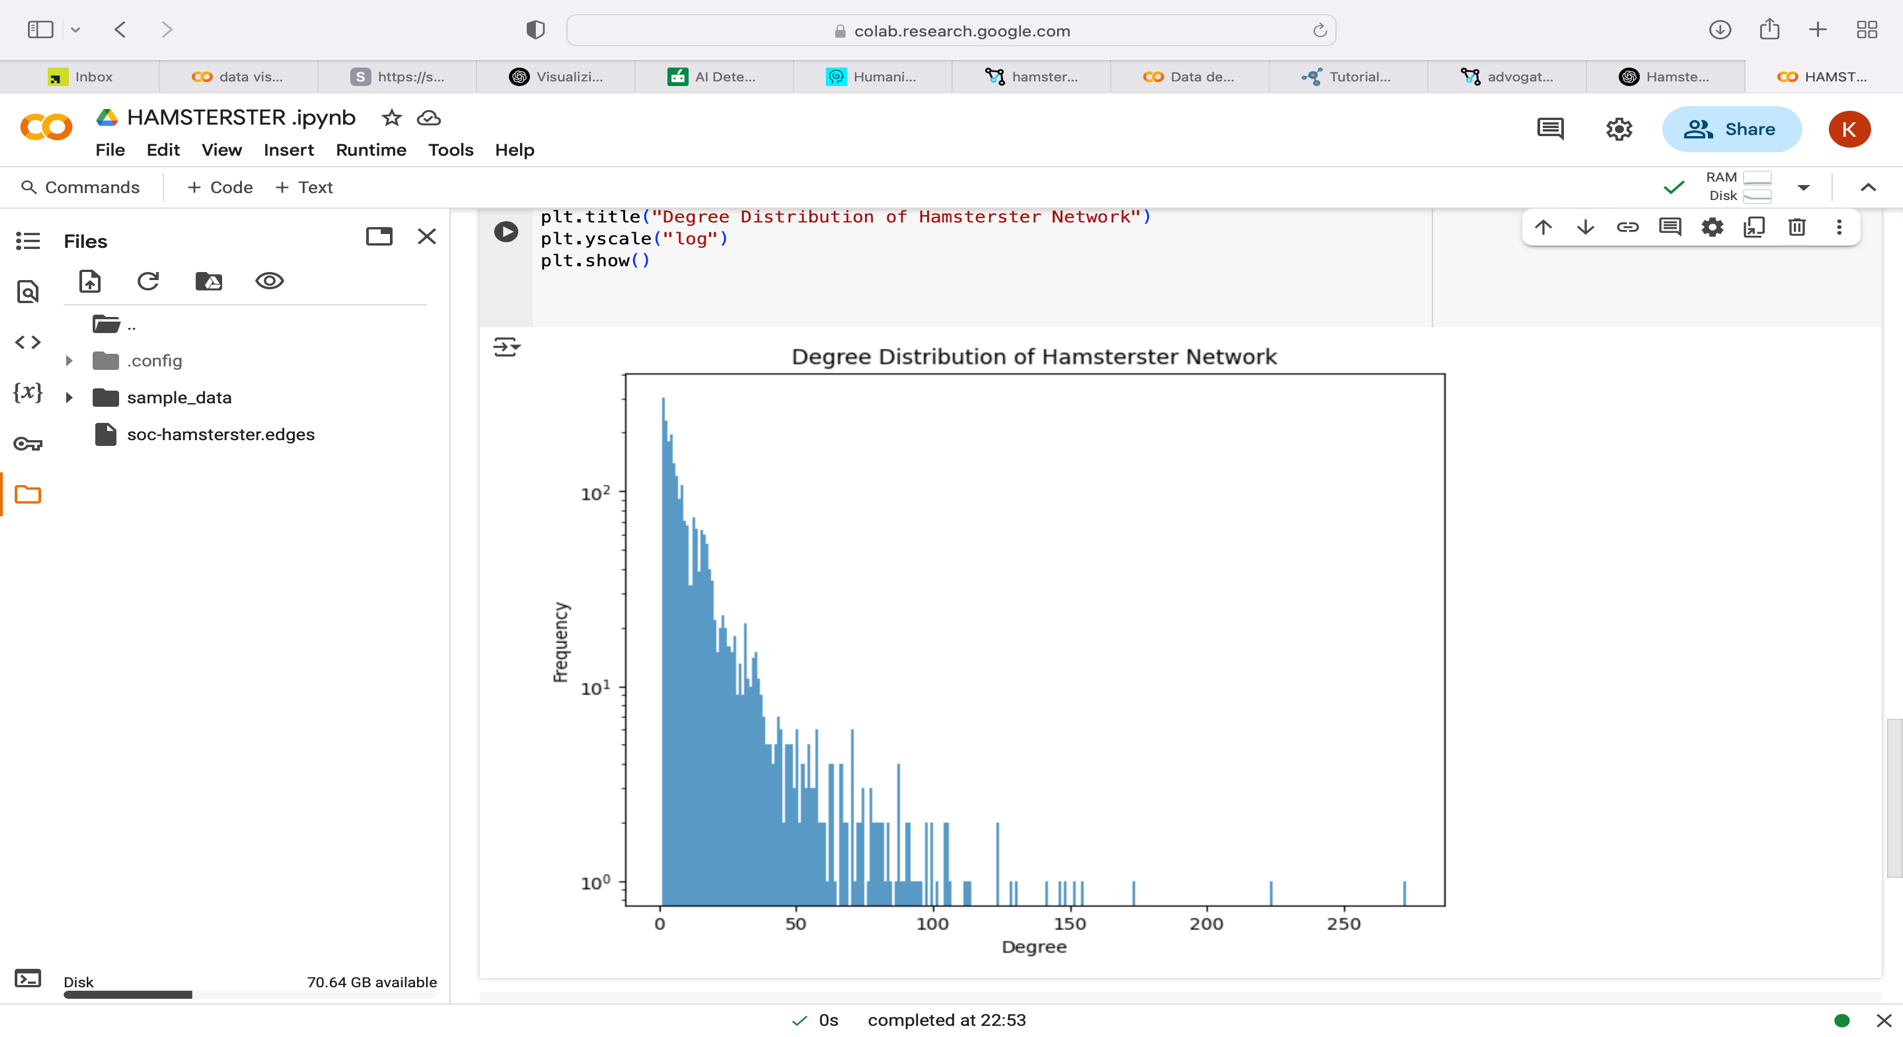 colab.research.google.com
Inbox
data vis...
S
https://s...
Visualizi...
AI Dete...
Humani...
hamster...
Data de...
Tutorial...
advogat...
Hamste...
HAMST...
HAMSTERSTER .ipynb
Share
K
File Edit View Insert Runtime Tools Help
Commands
+ Code + Text
RAM
Disk
Files
..
.config
sample_data
soc-hamsterster.edges
{x}
Disk
70.64 GB available
plt.title("Degree Distribution of Hamsterster Network")
plt.yscale("log")
plt.show()
Degree Distribution of Hamsterster Network
Frequency
10²
10¹
10⁰
0 50 100 150 200 250
Degree
0s completed at 22:53